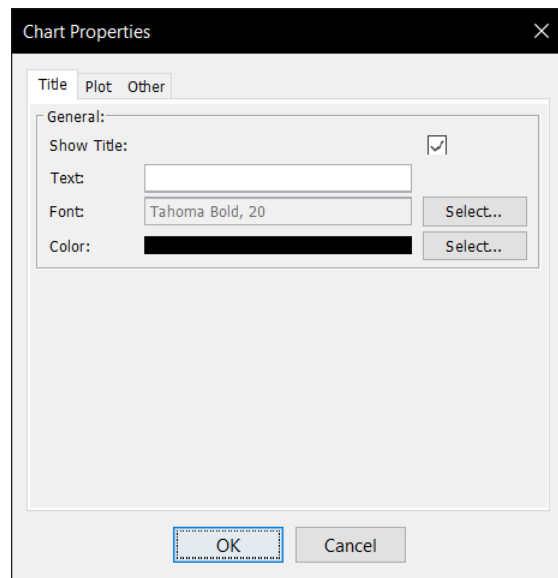 Chart Properties
Title Plot Other
General:
Show Title:
Text:
Font: Tahoma Bold, 20 Select...
Color: Select...
OK Cancel